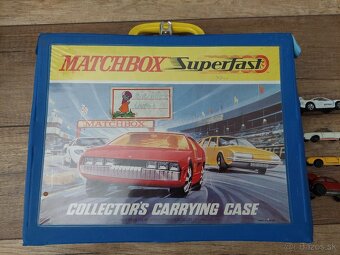 MATCHBOX Superfast
MATCHBOX
COLLECTOR'S CARRYING CASE